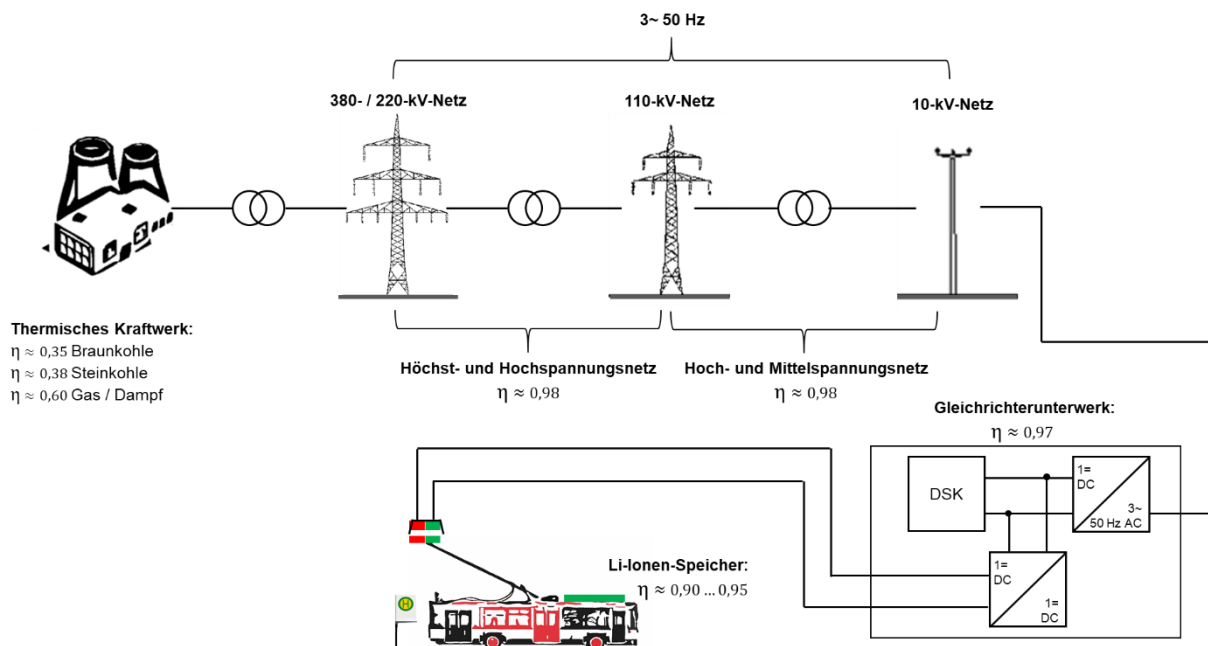 3~ 50 Hz
380- / 220-kV-Netz
110-kV-Netz
10-kV-Netz
Thermisches Kraftwerk:
η ≈ 0,35 Braunkohle
η ≈ 0,38 Steinkohle
η ≈ 0,60 Gas / Dampf
Höchst- und Hochspannungsnetz
η ≈ 0,98
Hoch- und Mittelspannungsnetz
η ≈ 0,98
Gleichrichterunterwerk:
η ≈ 0,97
DSK
1=
DC
3~
50 Hz AC
1=
DC
1=
DC
Li-Ionen-Speicher:
η ≈ 0,90 ... 0,95
H